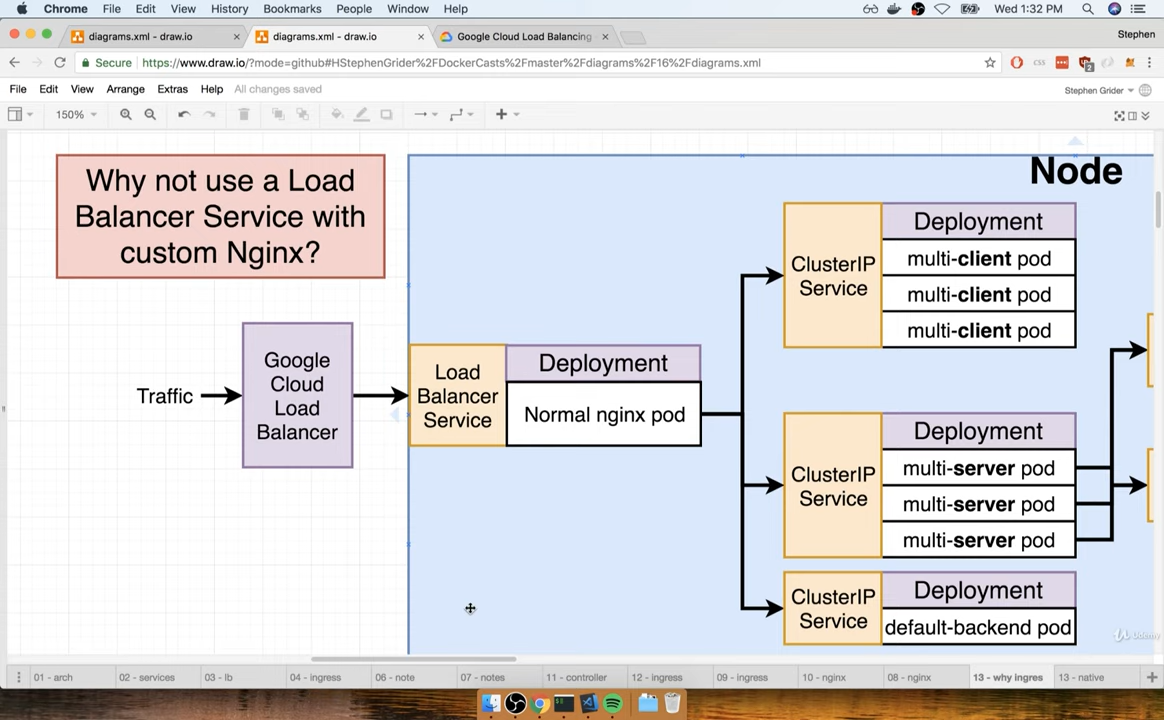 Chrome File Edit View History Bookmarks People Window Help
Wed 1:32 PM
diagrams.xml - draw.io
diagrams.xml - draw.io
Google Cloud Load Balancing
Stephen
Secure https://www.draw.io/?mode=github#HStephenGrider%2FDockerCasts%2Fmaster%2Fdiagrams%2F16%2Fdiagrams.xml
css
2
File Edit View Arrange Extras Help All changes saved
Stephen Grider
150%
Why not use a Load
Balancer Service with
custom Nginx?
Node
Traffic
Google
Cloud
Load
Balancer
Load
Balancer
Service
Deployment
Normal nginx pod
ClusterIP
Service
Deployment
multi-client pod
multi-client pod
multi-client pod
ClusterIP
Service
Deployment
multi-server pod
multi-server pod
multi-server pod
ClusterIP
Service
Deployment
default-backend pod
Udemy
01 - arch
02 - services
03 - lb
04 - ingress
06 - note
07 - notes
11 - controller
12 - ingress
09 - ingress
10 - nginx
08 - nginx
13 - why ingres
13 - native